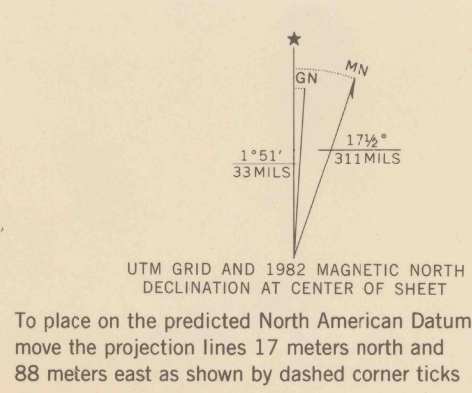 ★
GN
MN
1°51'
33 MILS
17½°
311 MILS
UTM GRID AND 1982 MAGNETIC NORTH
DECLINATION AT CENTER OF SHEET
To place on the predicted North American Datum
move the projection lines 17 meters north and
88 meters east as shown by dashed corner ticks